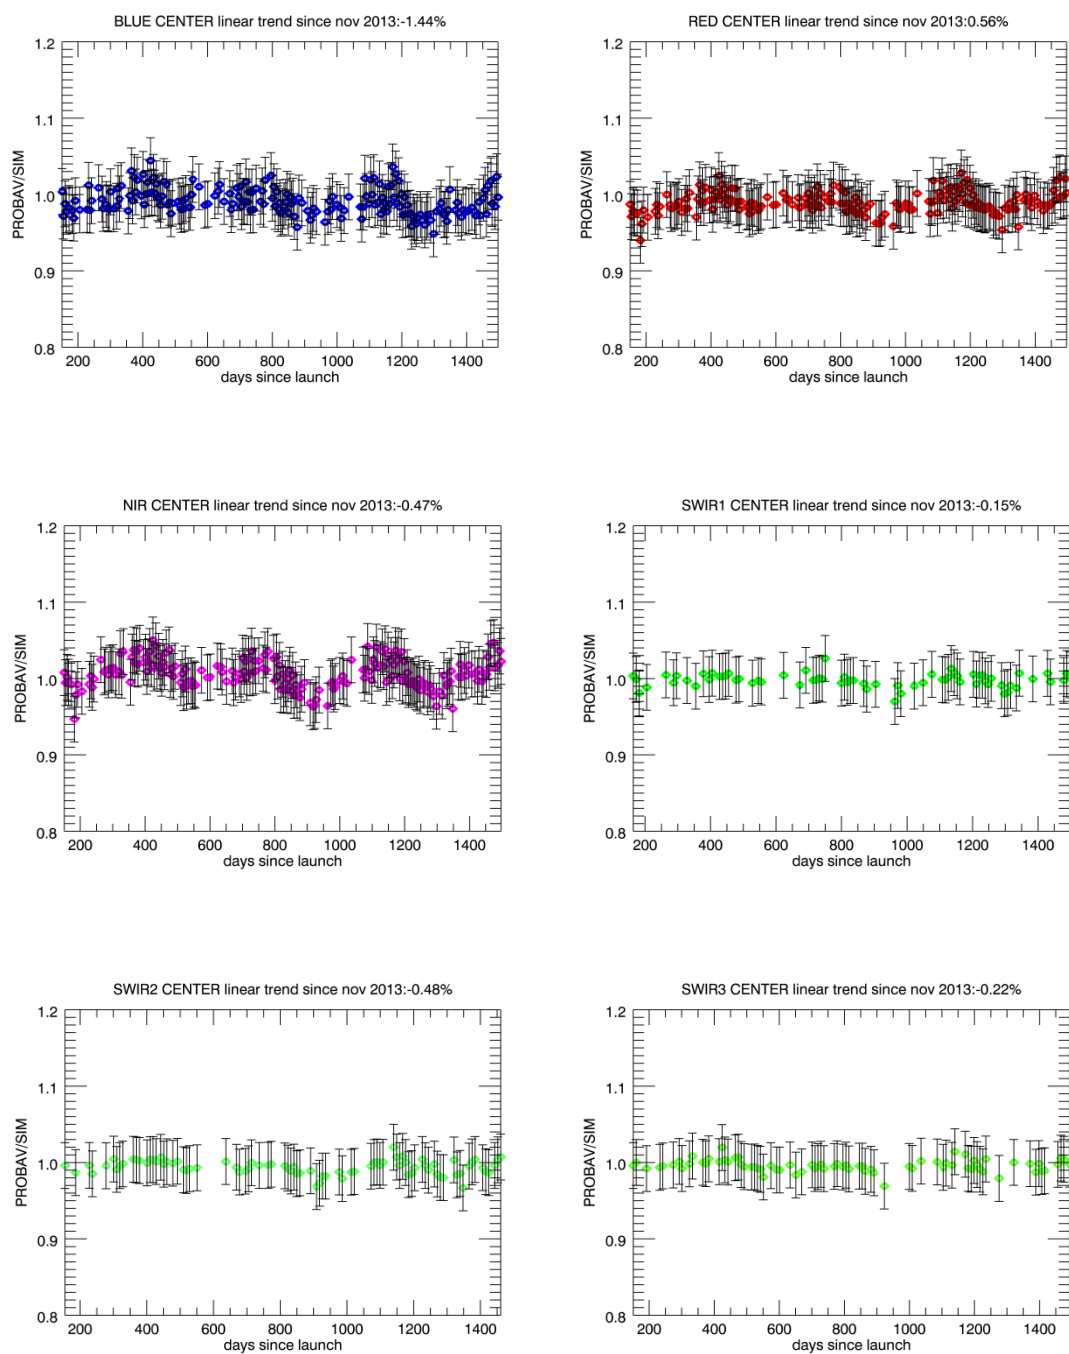 BLUE CENTER linear trend since nov 2013:-1.44%
1.2
1.1
1.0
0.9
0.8
PROBAV/SIM
200 400 600 800 1000 1200 1400
days since launch
RED CENTER linear trend since nov 2013:0.56%
1.2
1.1
1.0
0.9
0.8
PROBAV/SIM
200 400 600 800 1000 1200 1400
days since launch
NIR CENTER linear trend since nov 2013:-0.47%
1.2
1.1
1.0
0.9
0.8
PROBAV/SIM
200 400 600 800 1000 1200 1400
days since launch
SWIR1 CENTER linear trend since nov 2013:-0.15%
1.2
1.1
1.0
0.9
0.8
PROBAV/SIM
200 400 600 800 1000 1200 1400
days since launch
SWIR2 CENTER linear trend since nov 2013:-0.48%
1.2
1.1
1.0
0.9
0.8
PROBAV/SIM
200 400 600 800 1000 1200 1400
days since launch
SWIR3 CENTER linear trend since nov 2013:-0.22%
1.2
1.1
1.0
0.9
0.8
PROBAV/SIM
200 400 600 800 1000 1200 1400
days since launch